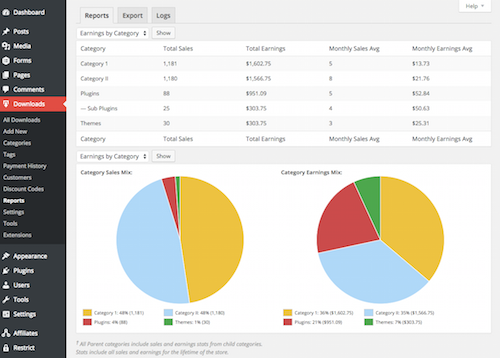 Dashboard
Posts
Media
Forms
Pages
Comments
Downloads
All Downloads
Add New
Categories
Tags
Payment History
Customers
Discount Codes
Reports
Settings
Tools
Extensions
Appearance
Plugins
Users
Tools
Settings
Affiliates
Restrict
Help
Reports Export Logs
Earnings by Category Show
Category Total Sales Total Earnings Monthly Sales Avg Monthly Earnings Avg
Category 1 1,181 $1,602.75 5 $13.73
Category II 1,180 $1,566.75 8 $21.76
Plugins 88 $951.09 5 $52.84
— Sub Plugins 25 $303.75 4 $50.63
Themes 30 $303.75 3 $25.31
Category Total Sales Total Earnings Monthly Sales Avg Monthly Earnings Avg
Earnings by Category Show
Category Sales Mix: Category Earnings Mix:
Category 1: 48% (1,181) Category II: 48% (1,180) Category 1: 36% ($1,602.75) Category II: 35% ($1,566.75)
Plugins: 4% (88) Themes: 1% (30) Plugins: 21% ($951.09) Themes: 7% ($303.75)
† All Parent categories include sales and earnings stats from child categories.
Stats include all sales and earnings for the lifetime of the store.